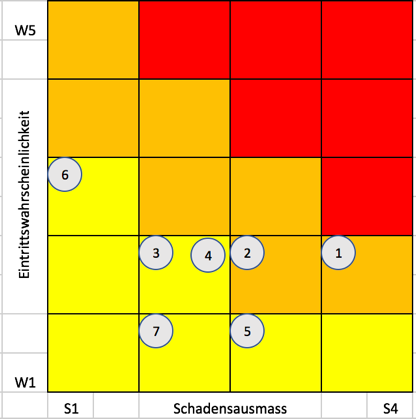 W5
Eintrittswahrscheinlichkeit
6
3
4
2
1
7
5
W1
S1
Schadensausmass
S4